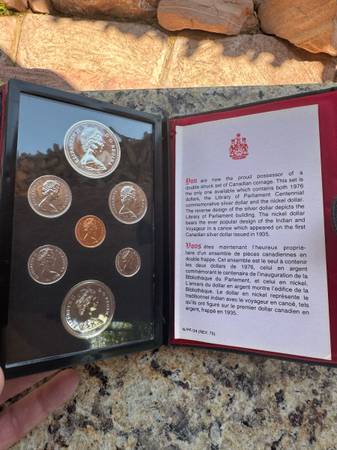 You are now the proud possessor of a
double struck set of Canadian coinage. This set is
the only one available which contains both 1976
dollars, the Library of Parliament Centennial
commemorative silver dollar and the nickel dollar.
The reverse design of the silver dollar depicts the
Library of Parliament building. The nickel dollar
bears the ever popular design of the Indian and
Voyageur in a canoe which appeared on the first
Canadian silver dollar issued in 1935.
Vous êtes maintenant l'heureux proprié-
taire d'un ensemble de pièces canadiennes en
double frappe. Cet ensemble est le seul à contenir
les deux dollars de 1976, celui en argent
commémorant le centenaire de l'inauguration de la
Bibliothèque du Parlement, et celui en nickel.
L'envers du dollar en argent montre l'édifice de la
Bibliothèque. Le dollar en nickel représente le
traditionnel indien avec le voyageur en canoë, tels
qu'ils ont figuré sur le premier dollar canadien en
argent, frappé en 1935.